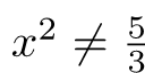 x² ≠ 5/3